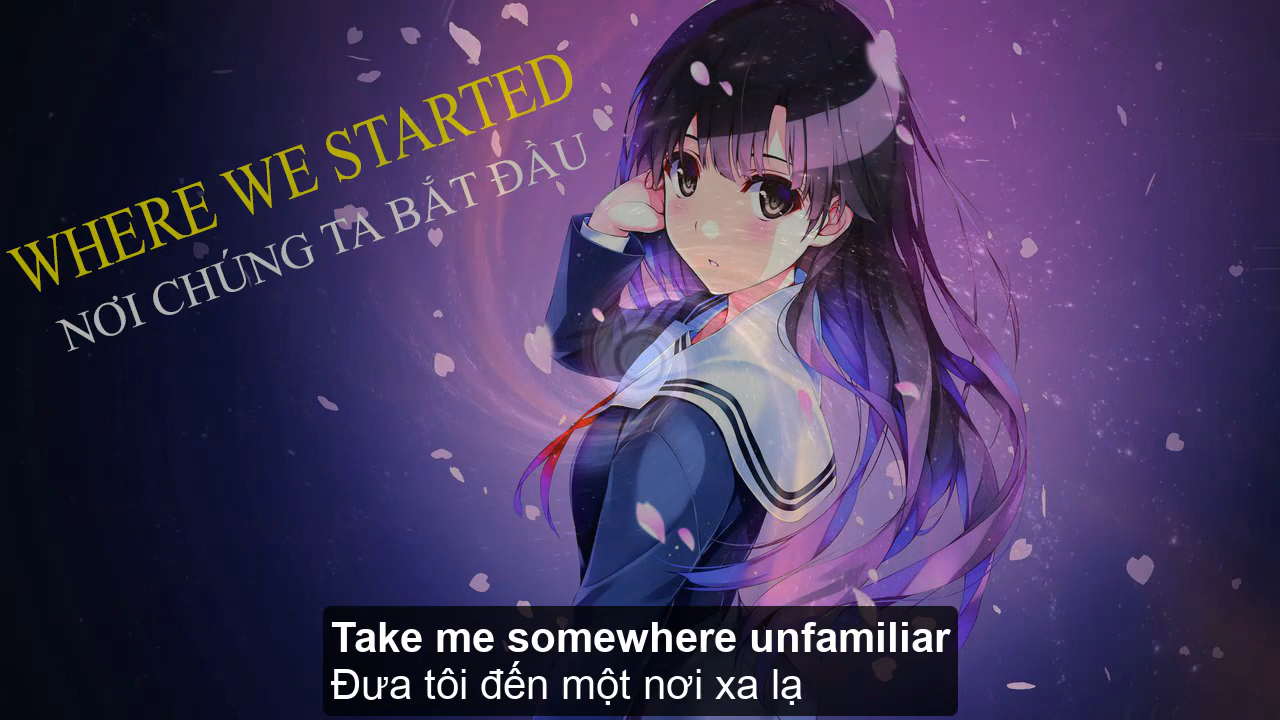 WHERE WE STARTED
NƠI CHÚNG TA BẮT ĐẦU
Take me somewhere unfamiliar
Đưa tôi đến một nơi xa lạ